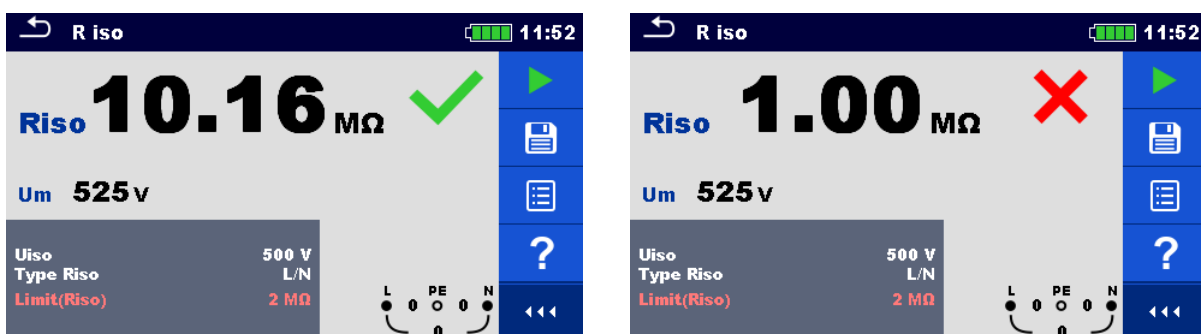 R iso 11:52
Riso 10.16 MΩ
Um 525 V
Uiso 500 V
Type Riso L/N
Limit(Riso) 2 MΩ
L PE N
0 0
0
?
R iso 11:52
Riso 1.00 MΩ
Um 525 V
Uiso 500 V
Type Riso L/N
Limit(Riso) 2 MΩ
L PE N
0 0
0
?